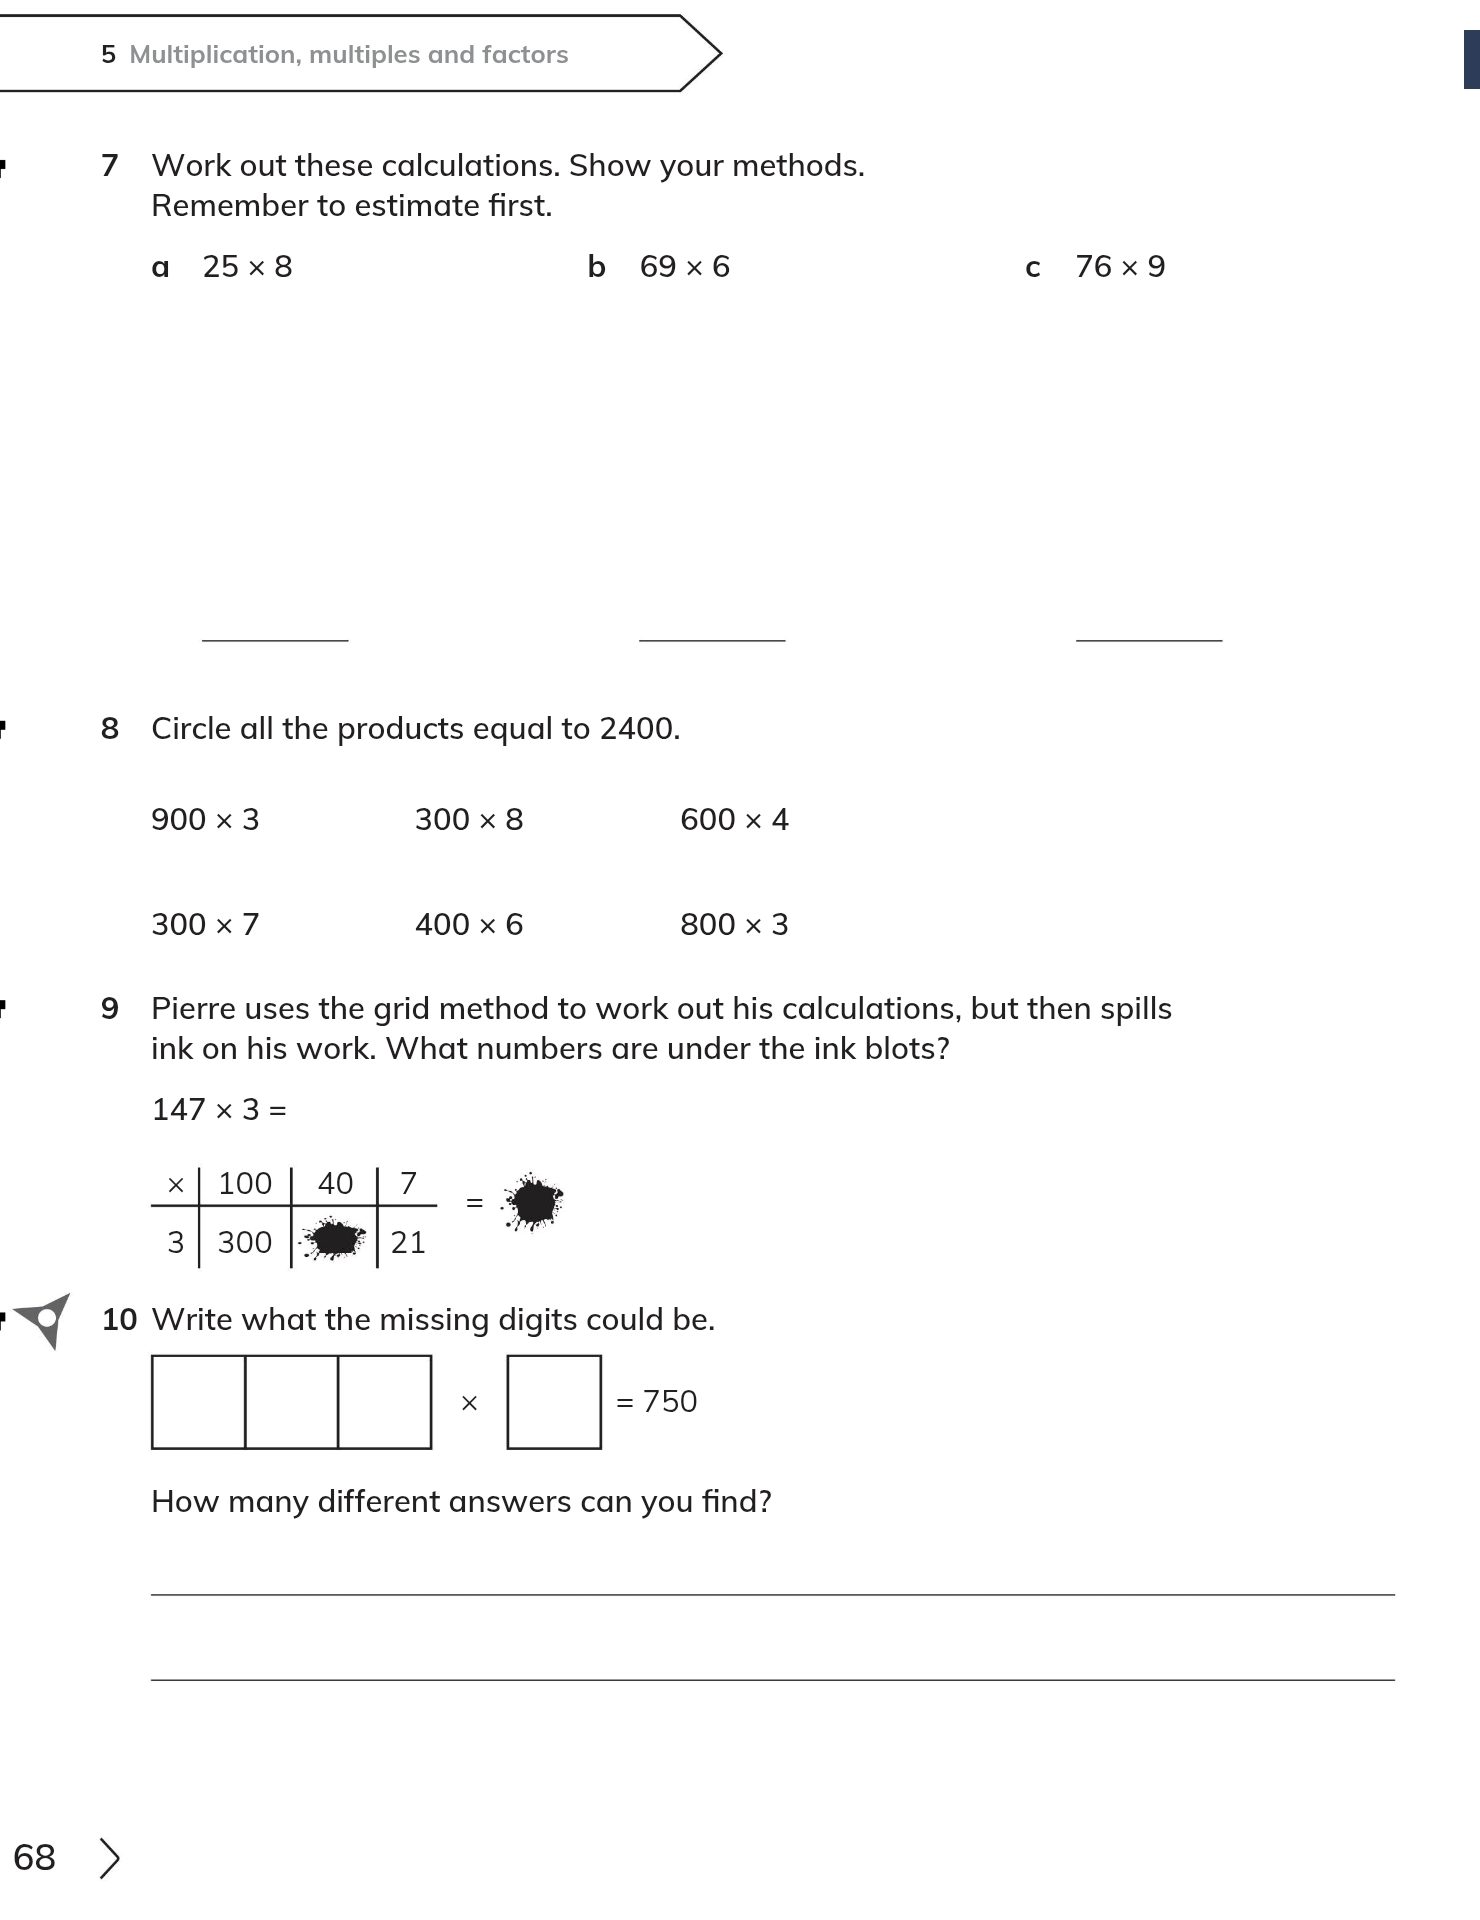 5 Multiplication, multiples and factors
7 Work out these calculations. Show your methods.
Remember to estimate first.
a 25 × 8 b 69 × 6 c 76 × 9
8 Circle all the products equal to 2400.
900 × 3 300 × 8 600 × 4
300 × 7 400 × 6 800 × 3
9 Pierre uses the grid method to work out his calculations, but then spills
ink on his work. What numbers are under the ink blots?
147 × 3 =
× 100 40 7
=
3 300 21
10 Write what the missing digits could be.
× = 750
How many different answers can you find?
68